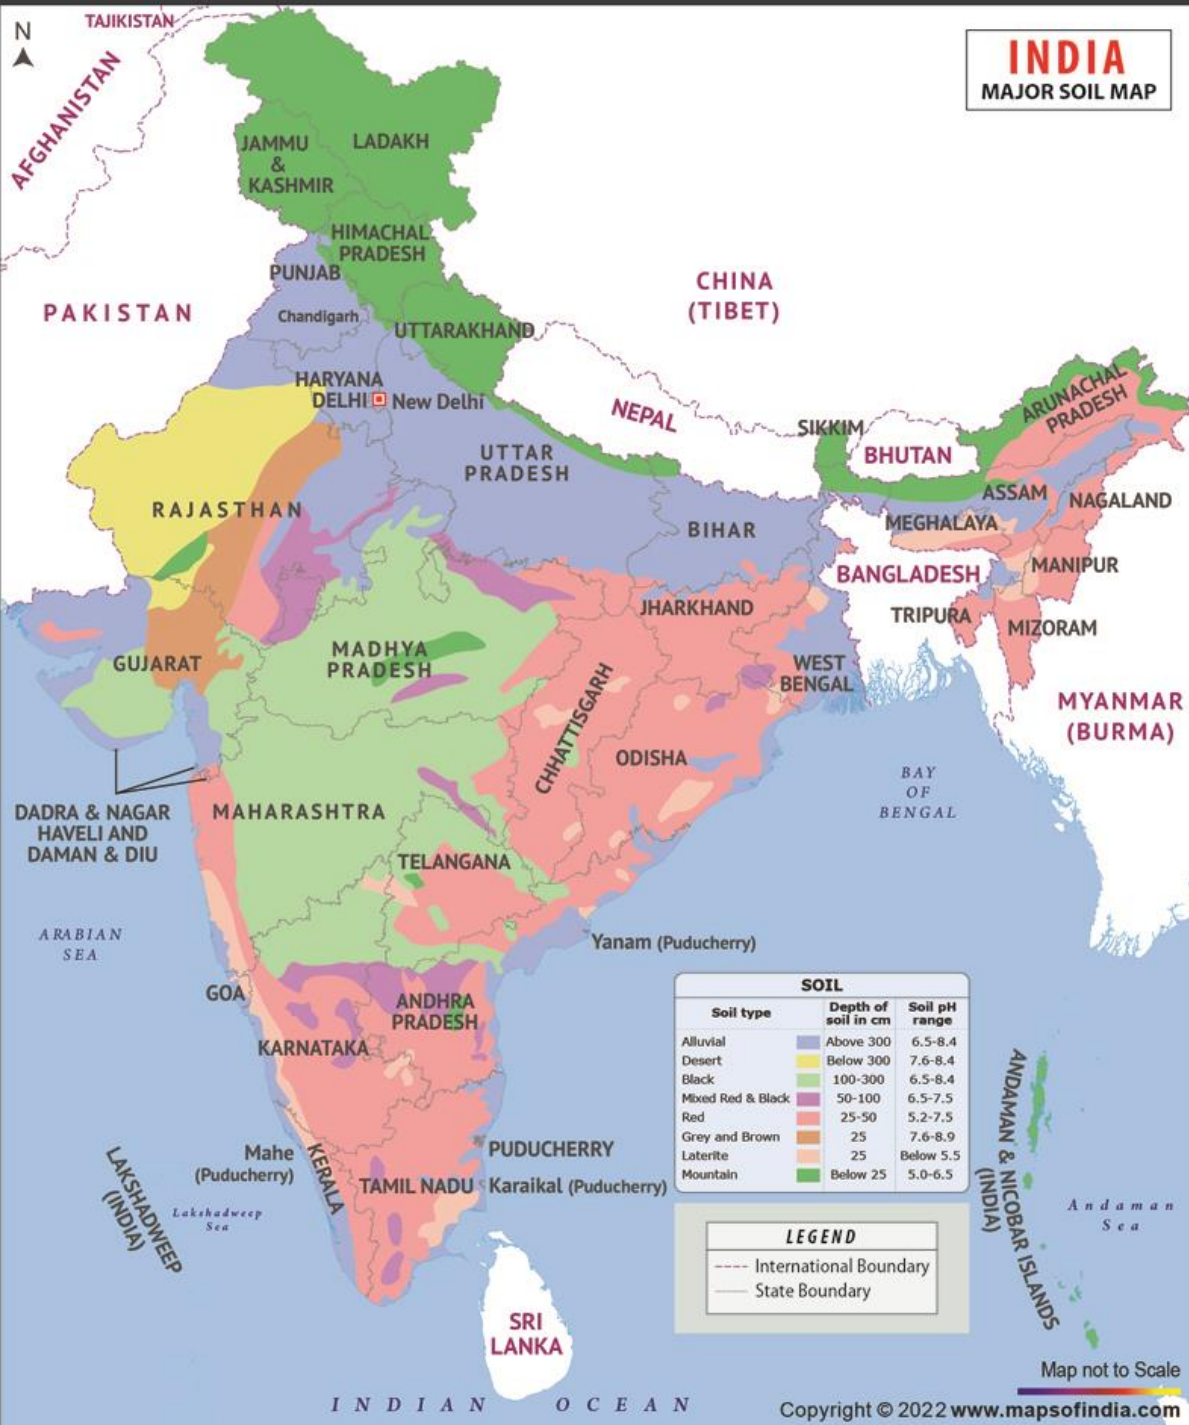 N
TAJIKISTAN
AFGHANISTAN
INDIA
MAJOR SOIL MAP
JAMMU
&
KASHMIR
LADAKH
HIMACHAL
PRADESH
PUNJAB
Chandigarh
UTTARAKHAND
PAKISTAN
CHINA
(TIBET)
HARYANA
DELHI
New Delhi
NEPAL
SIKKIM
BHUTAN
ARUNACHAL
PRADESH
UTTAR
PRADESH
RAJASTHAN
BIHAR
ASSAM
NAGALAND
MEGHALAYA
MANIPUR
BANGLADESH
TRIPURA
MIZORAM
JHARKHAND
GUJARAT
MADHYA
PRADESH
WEST
BENGAL
CHHATTISGARH
ODISHA
MYANMAR
(BURMA)
DADRA & NAGAR
HAVELI AND
DAMAN & DIU
MAHARASHTRA
BAY
OF
BENGAL
TELANGANA
ARABIAN
SEA
Yanam (Puducherry)
GOA
ANDHRA
PRADESH
KARNATAKA
SOIL
Soil type Depth of soil in cm Soil pH range
Alluvial Above 300 6.5-8.4
Desert Below 300 7.6-8.4
Black 100-300 6.5-8.4
Mixed Red & Black 50-100 6.5-7.5
Red 25-50 5.2-7.5
Grey and Brown 25 7.6-8.9
Laterite 25 Below 5.5
Mountain Below 25 5.0-6.5
LAKSHADWEEP
(INDIA)
Mahe
(Puducherry)
KERALA
Lakshadweep
Sea
TAMIL NADU
PUDUCHERRY
Karaikal (Puducherry)
ANDAMAN & NICOBAR ISLANDS
(INDIA)
Andaman
Sea
LEGEND
International Boundary
State Boundary
SRI
LANKA
INDIAN OCEAN
Map not to Scale
Copyright © 2022 www.mapsofindia.com